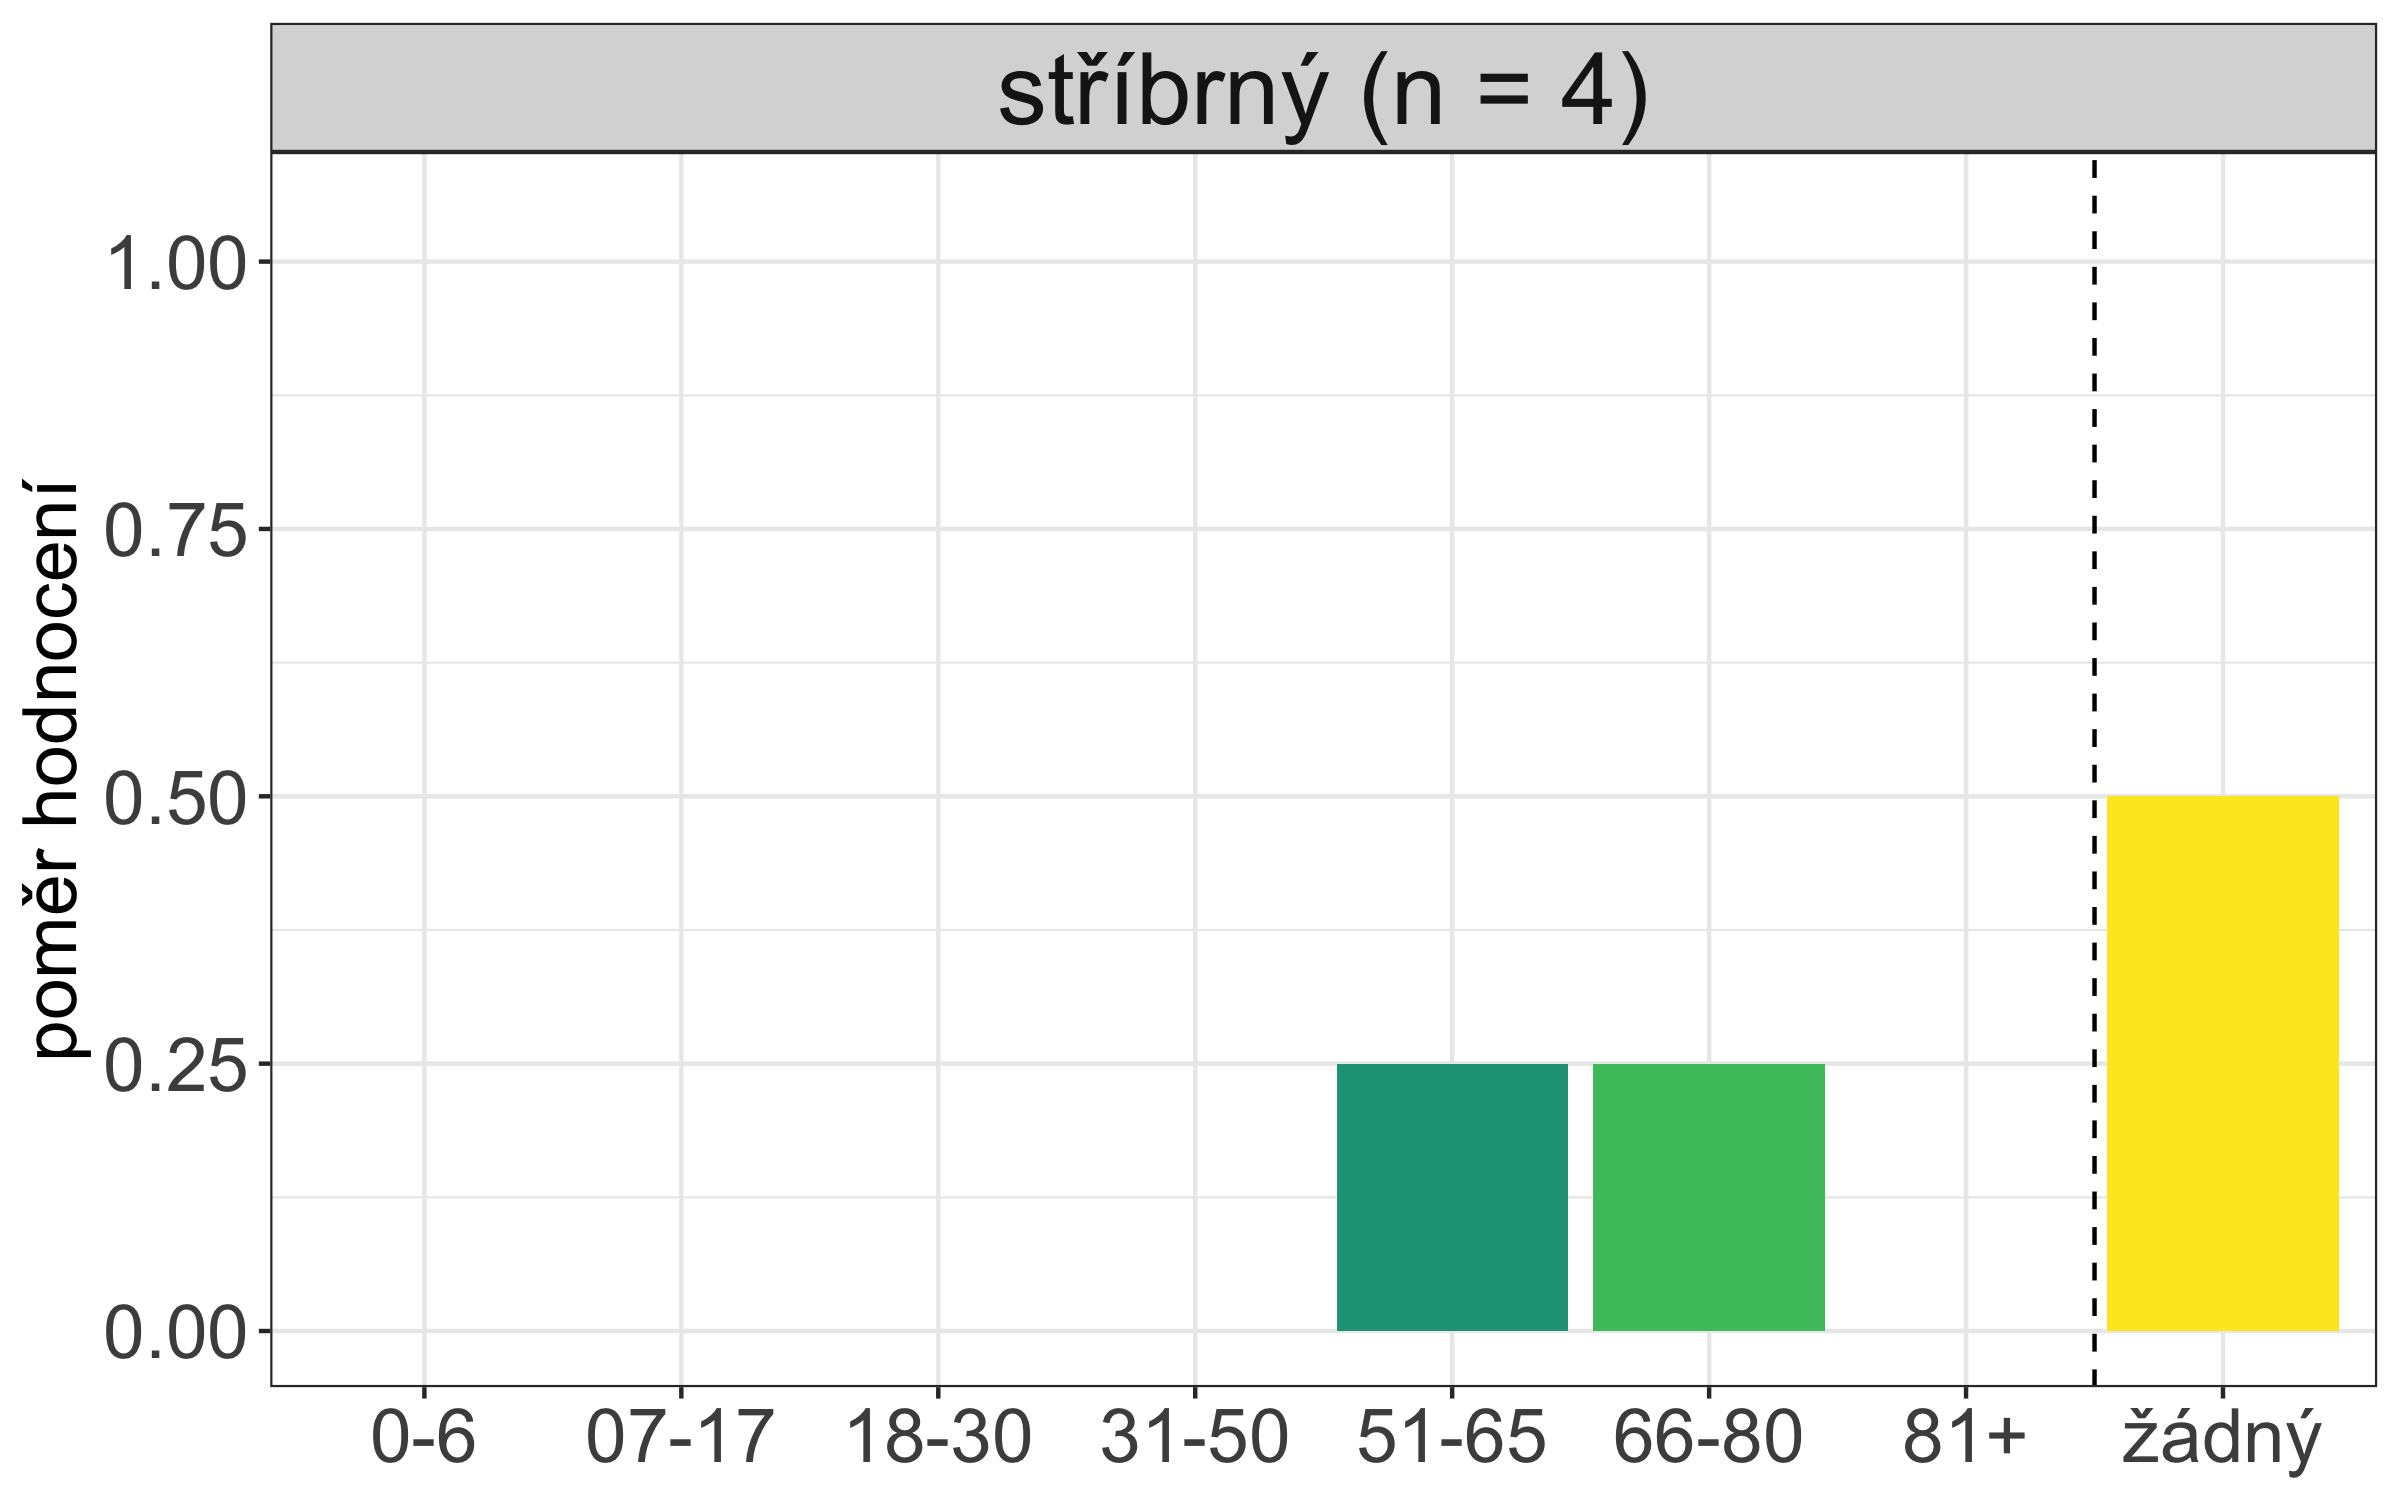 stříbrný (n = 4)
poměr hodnocení
1.00
0.75
0.50
0.25
0.00
0-6 07-17 18-30 31-50 51-65 66-80 81+ žádný